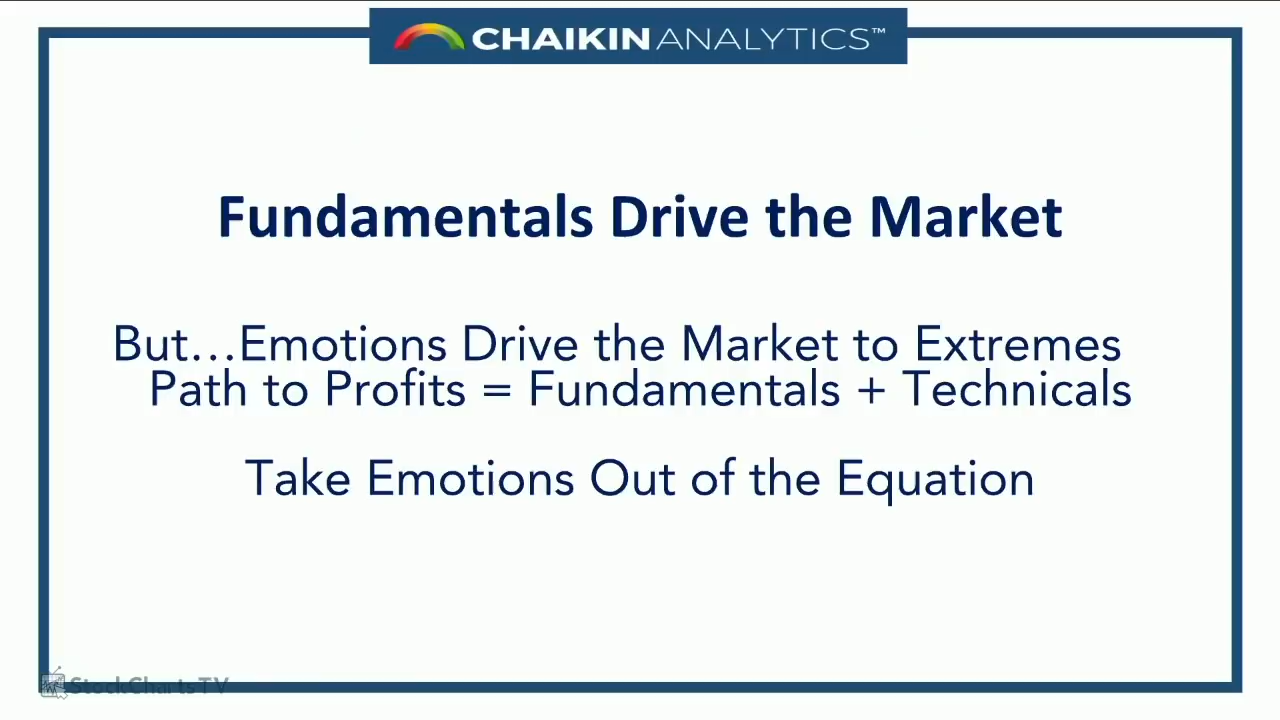 CHAIKIN ANALYTICS™
Fundamentals Drive the Market
But...Emotions Drive the Market to Extremes
Path to Profits = Fundamentals + Technicals
Take Emotions Out of the Equation
StockChartsTV